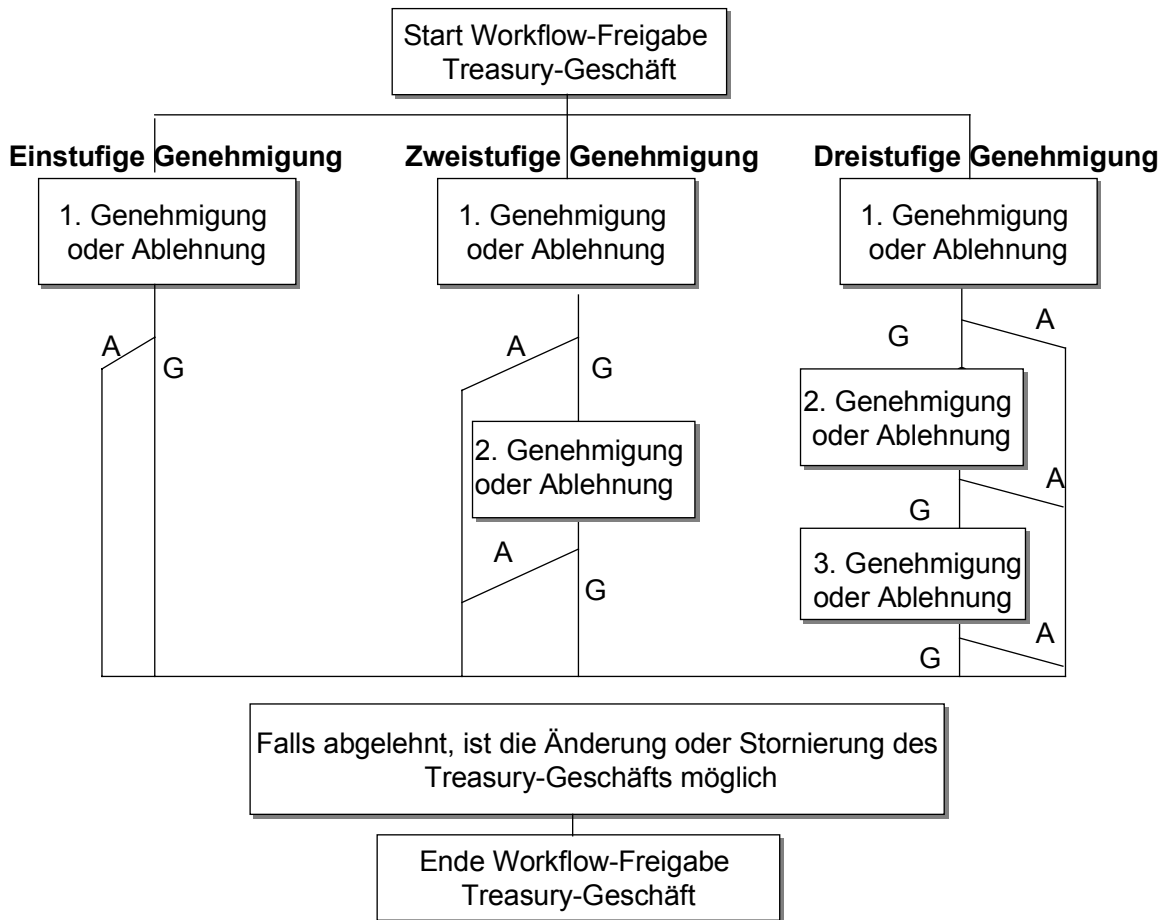 Start Workflow-Freigabe
Treasury-Geschäft
Einstufige Genehmigung
Zweistufige Genehmigung
Dreistufige Genehmigung
1. Genehmigung
oder Ablehnung
1. Genehmigung
oder Ablehnung
1. Genehmigung
oder Ablehnung
A
G
A
G
2. Genehmigung
oder Ablehnung
A
G
G
A
2. Genehmigung
oder Ablehnung
A
G
3. Genehmigung
oder Ablehnung
A
G
Falls abgelehnt, ist die Änderung oder Stornierung des
Treasury-Geschäfts möglich
Ende Workflow-Freigabe
Treasury-Geschäft